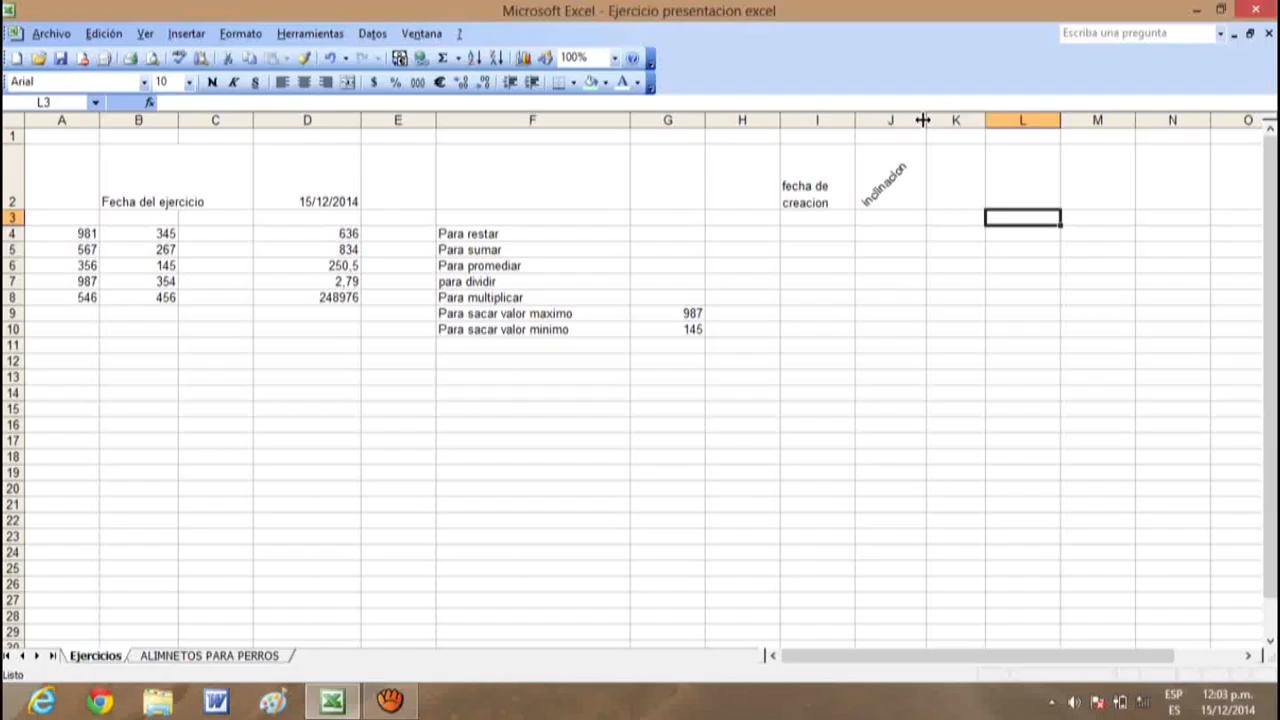 Microsoft Excel - Ejercicio presentacion excel
Archivo Edición Ver Insertar Formato Herramientas Datos Ventana ? Escriba una pregunta
100%
Arial 10 N K S $ % 000 €
L3 fx
A B C D E F G H I J K L M N O
1
2 Fecha del ejercicio 15/12/2014 fecha de creacion inclinacion
3
4 981 345 636 Para restar
5 567 267 834 Para sumar
6 356 145 250,5 Para promediar
7 987 354 2,79 para dividir
8 546 456 248976 Para multiplicar
9 Para sacar valor maximo 987
10 Para sacar valor minimo 145
11
12
13
14
15
16
17
18
19
20
21
22
23
24
25
26
27
28
29
30
Ejercicios ALIMNETOS PARA PERROS
Listo
ESP 12:03 p.m.
ES 15/12/2014